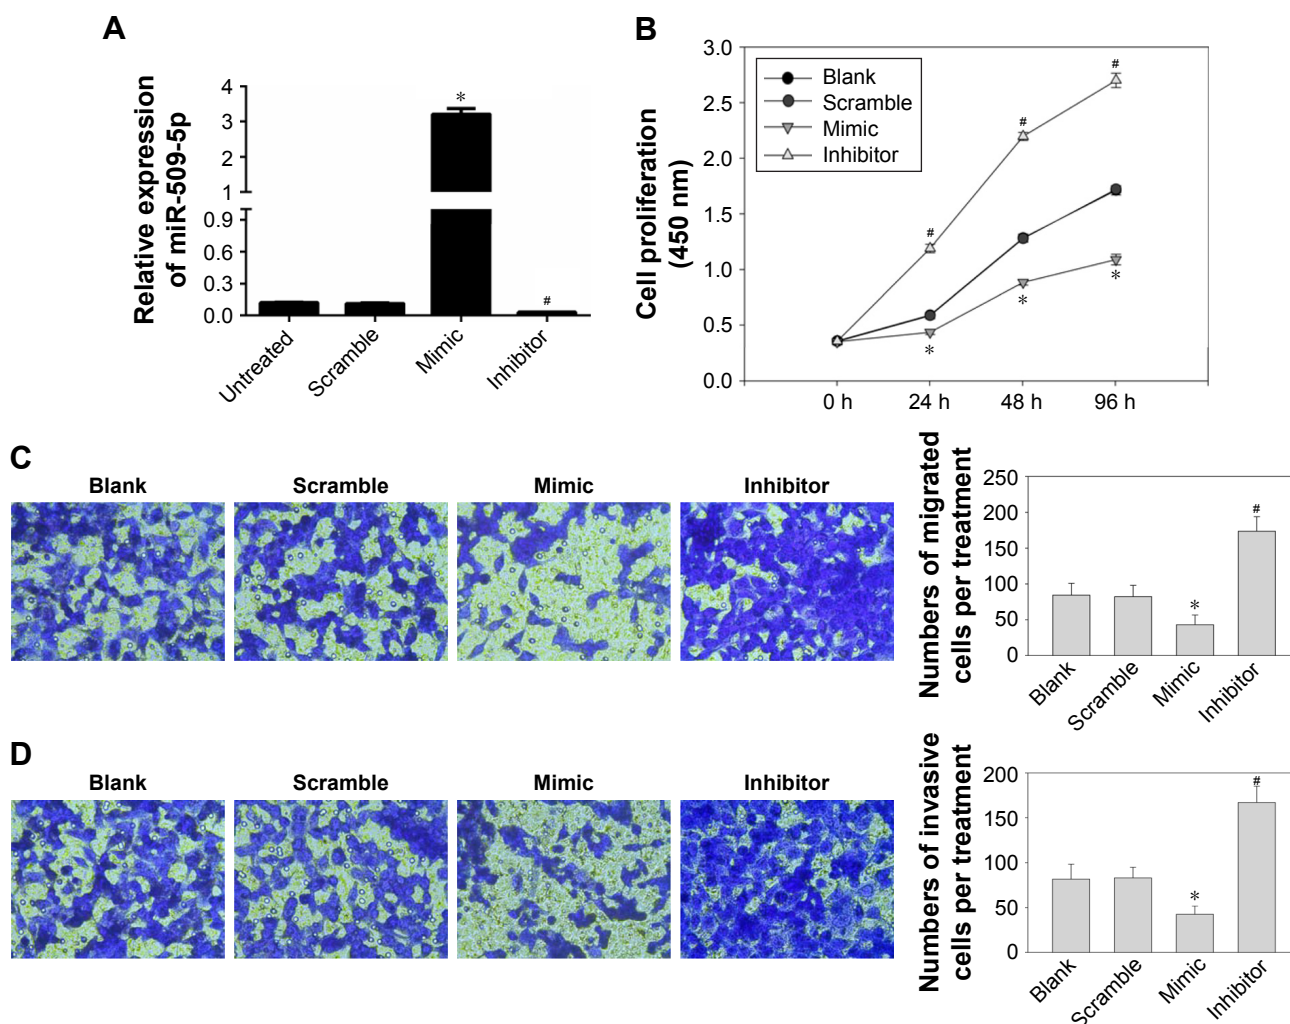 A
Relative expression
of miR-509-5p
4
3
2
1
0.9
0.6
0.3
0.0
*
#
Untreated
Scramble
Mimic
Inhibitor
B
Cell proliferation
(450 nm)
3.0
2.5
2.0
1.5
1.0
0.5
0.0
Blank
Scramble
Mimic
Inhibitor
#
#
#
*
*
*
0 h
24 h
48 h
96 h
C
Blank
Scramble
Mimic
Inhibitor
Numbers of migrated
cells per treatment
250
200
150
100
50
0
*
#
Blank
Scramble
Mimic
Inhibitor
D
Blank
Scramble
Mimic
Inhibitor
Numbers of invasive
cells per treatment
200
150
100
50
0
*
#
Blank
Scramble
Mimic
Inhibitor